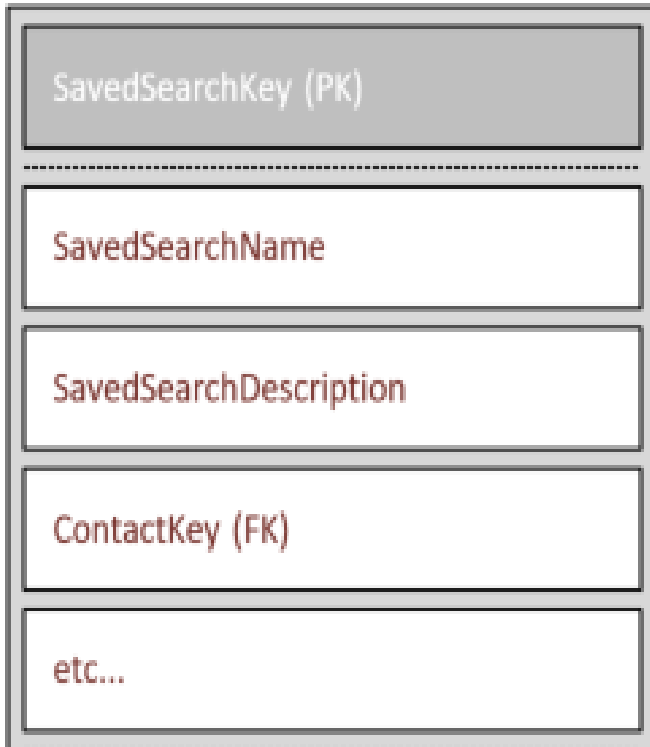 SavedSearchKey (PK)
SavedSearchName
SavedSearchDescription
ContactKey (FK)
etc...